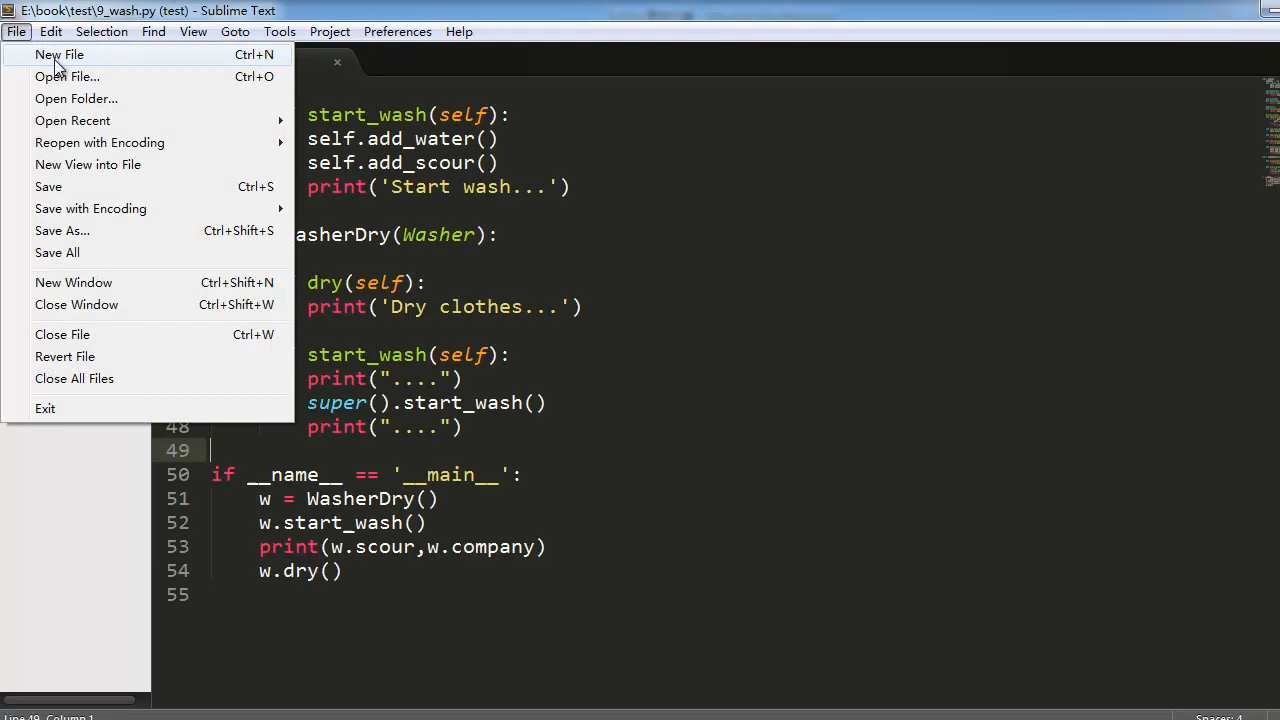 E:\book\test\9_wash.py (test) - Sublime Text
File Edit Selection Find View Goto Tools Project Preferences Help
New File Ctrl+N
Open File... Ctrl+O
Open Folder...
Open Recent
Reopen with Encoding
New View into File
Save Ctrl+S
Save with Encoding
Save As... Ctrl+Shift+S
Save All
New Window Ctrl+Shift+N
Close Window Ctrl+Shift+W
Close File Ctrl+W
Revert File
Close All Files
Exit
start_wash(self):
self.add_water()
self.add_scour()
print('Start wash...')
asherDry(Washer):
dry(self):
print('Dry clothes...')
start_wash(self):
print("....")
super().start_wash()
48 print("....")
49
50 if __name__ == '__main__':
51 w = WasherDry()
52 w.start_wash()
53 print(w.scour,w.company)
54 w.dry()
55
Line 49, Column 1 Spaces: 4